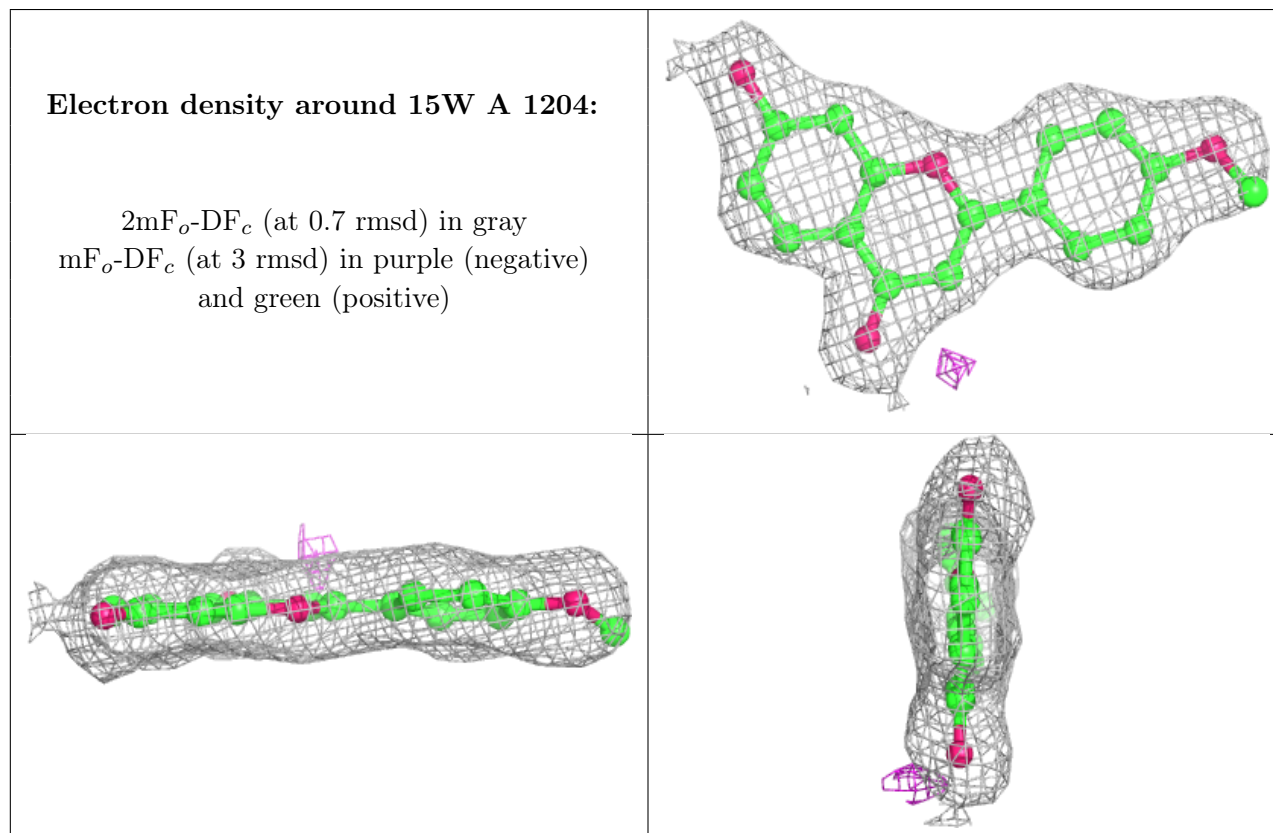 Electron density around 15W A 1204:
2mFₒ-DF𝒸 (at 0.7 rmsd) in gray
mFₒ-DF𝒸 (at 3 rmsd) in purple (negative)
and green (positive)